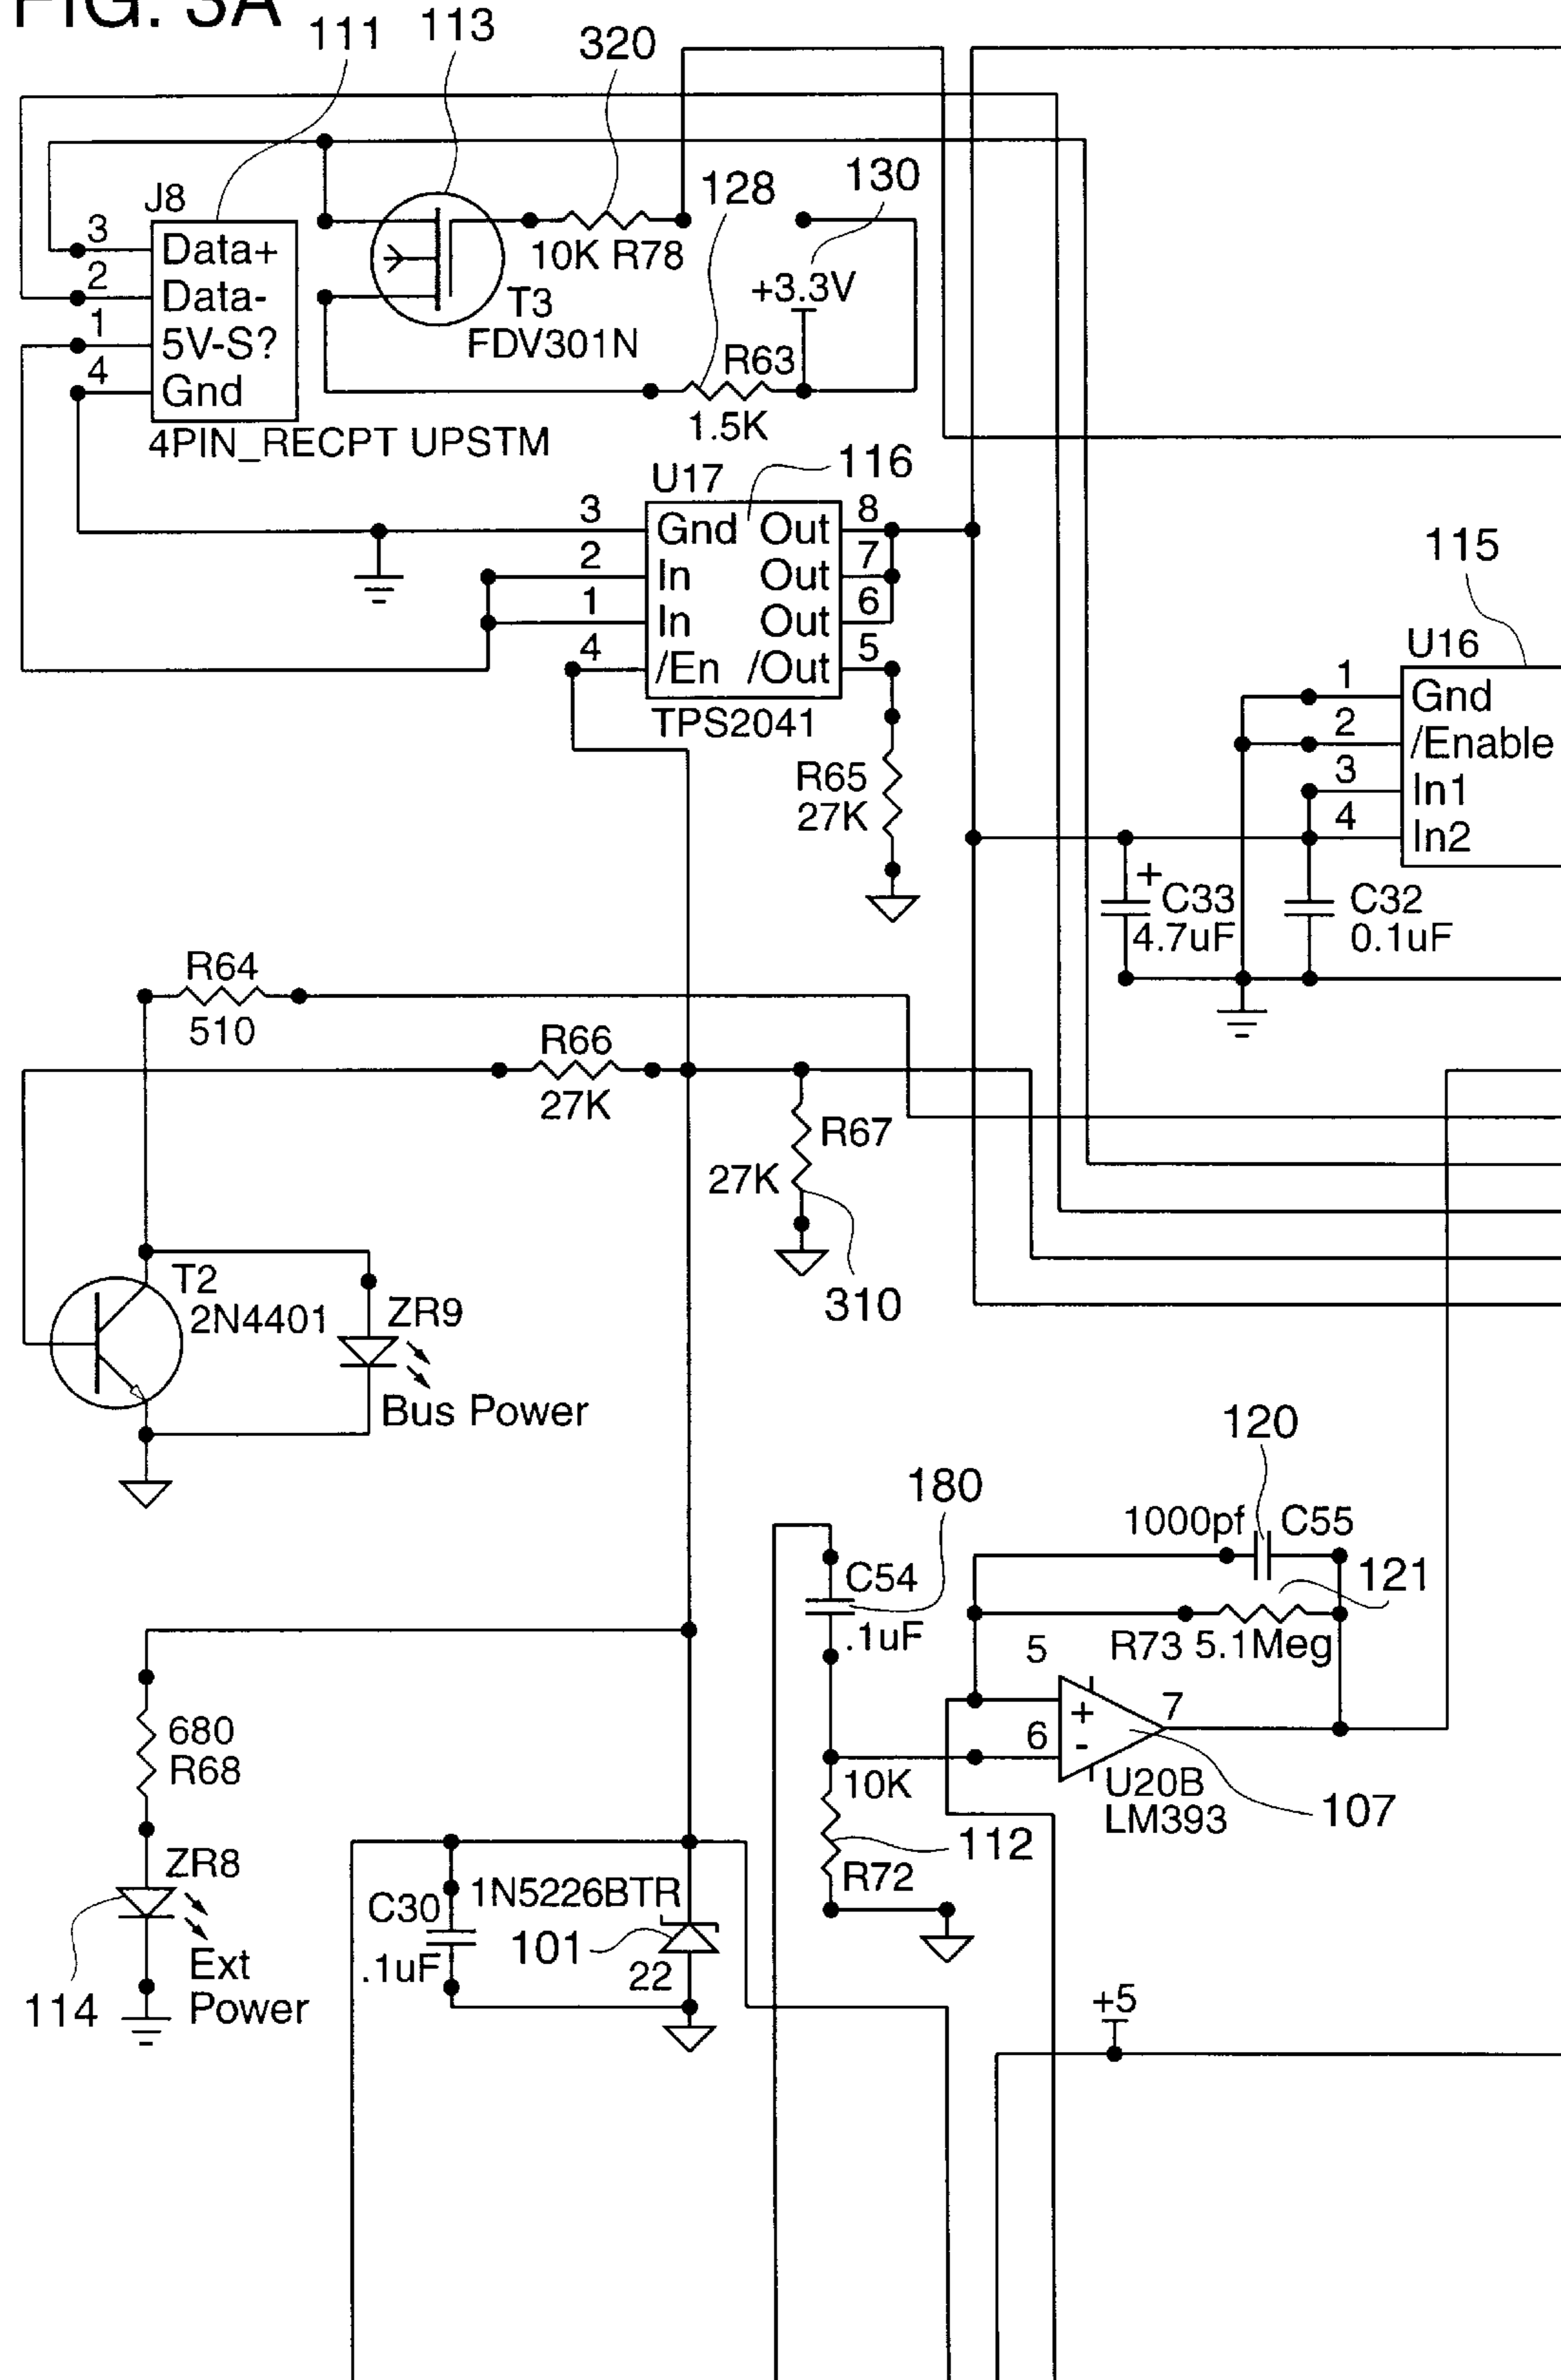 FIG. 3A
111
113
320
128
130
J8
3
Data+
2
Data-
1
5V-S?
4
Gnd
4PIN_RECPT UPSTM
10K R78
T3
FDV301N
+3.3V
R63
1.5K
U17
116
3
Gnd
Out
8
2
In
Out
7
1
In
Out
6
4
/En
/Out
5
TPS2041
R65
27K
115
U16
1
Gnd
2
/Enable
3
In1
4
In2
+
C33
4.7uF
C32
0.1uF
R64
510
R66
27K
R67
27K
310
T2
2N4401
ZR9
Bus Power
120
180
1000pf
C55
121
C54
.1uF
R73 5.1Meg
5
+
7
6
-
10K
U20B
LM393
107
112
R72
680
R68
ZR8
Ext
Power
114
C30
.1uF
1N5226BTR
101
22
+5